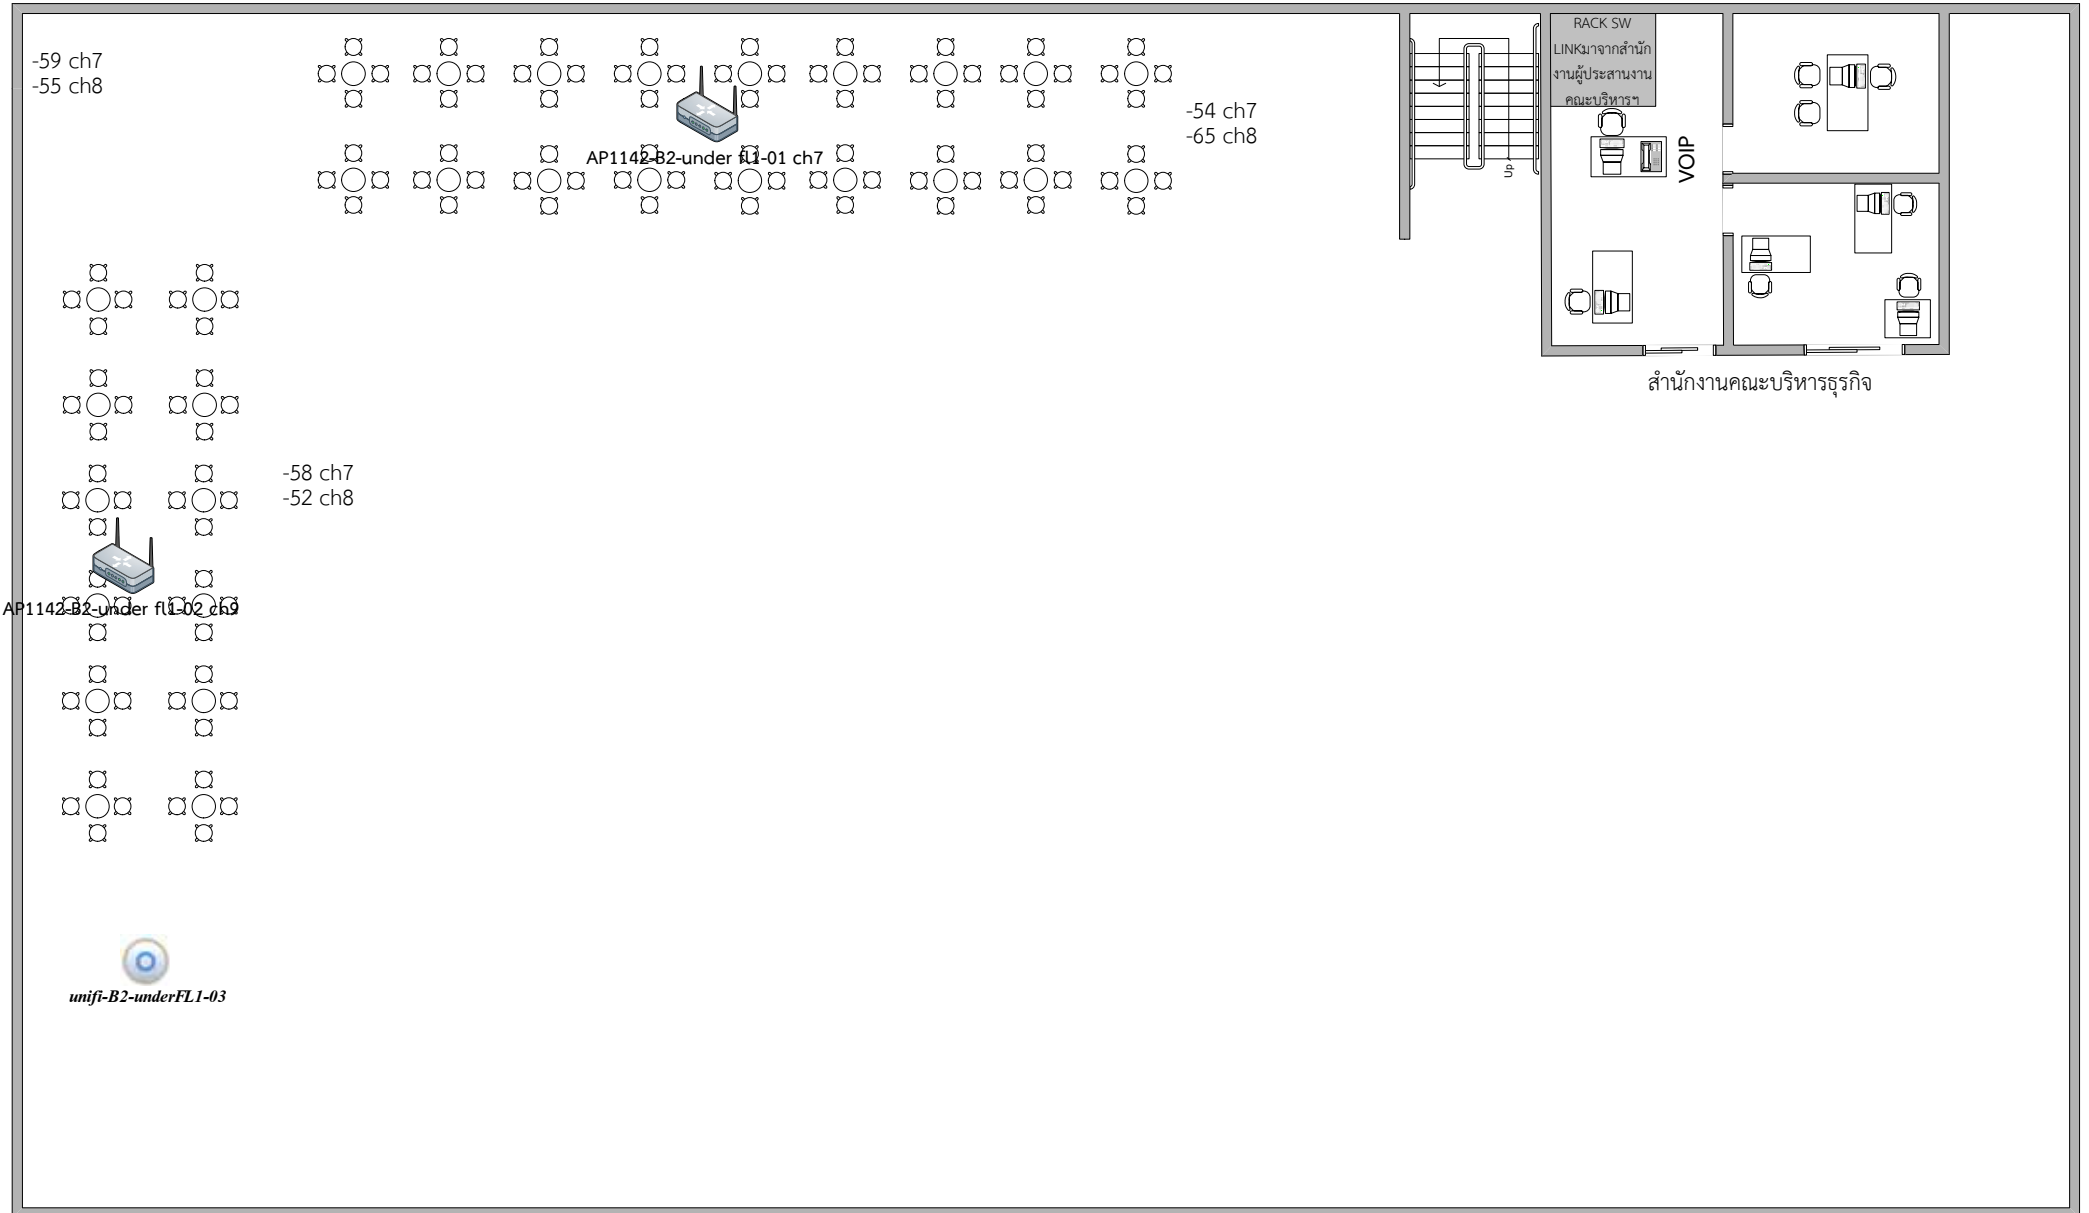 RACK SW
LINKมาจากสำนัก
งานผู้ประสานงาน
คณะบริหารฯ
-59 ch7
-55 ch8
-54 ch7
-65 ch8
AP1142-B2-under fl1-01 ch7
VOIP
Up
สำนักงานคณะบริหารธุรกิจ
-58 ch7
-52 ch8
AP1142-B2-under fl1-02 ch9
unifi-B2-underFL1-03